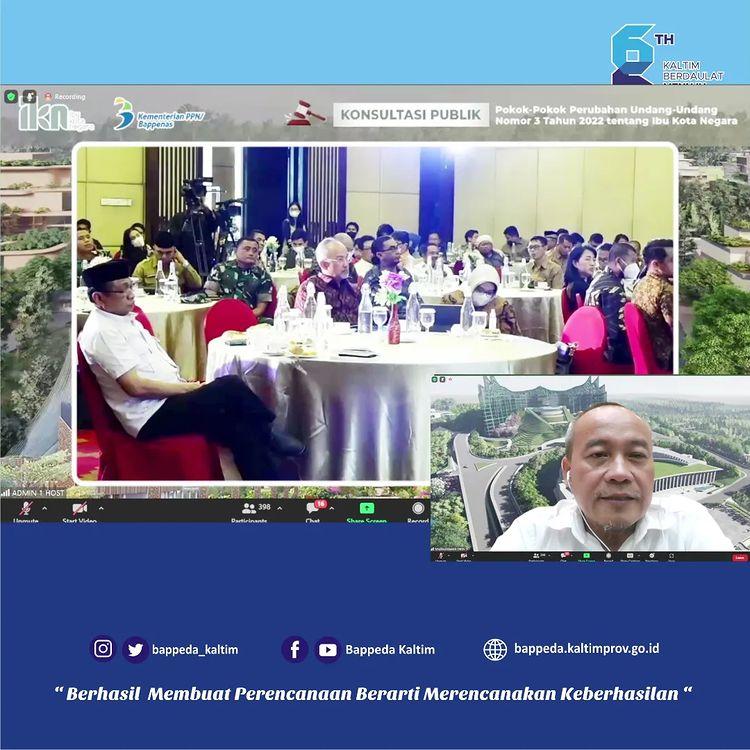 6TH
KALTIM
BERDAULAT
Recording
ikn
Negara
Kementerian PPN/
Bappenas
KONSULTASI PUBLIK
Pokok-Pokok Perubahan Undang-Undang
Nomor 3 Tahun 2022 tentang Ibu Kota Negara
ADMIN 1 HOST
Unmute
Start Video
398
Participants
16
Chat
Share Screen
Record
bappeda_kaltim
Bappeda Kaltim
bappeda.kaltimprov.go.id
“ Berhasil Membuat Perencanaan Berarti Merencanakan Keberhasilan “